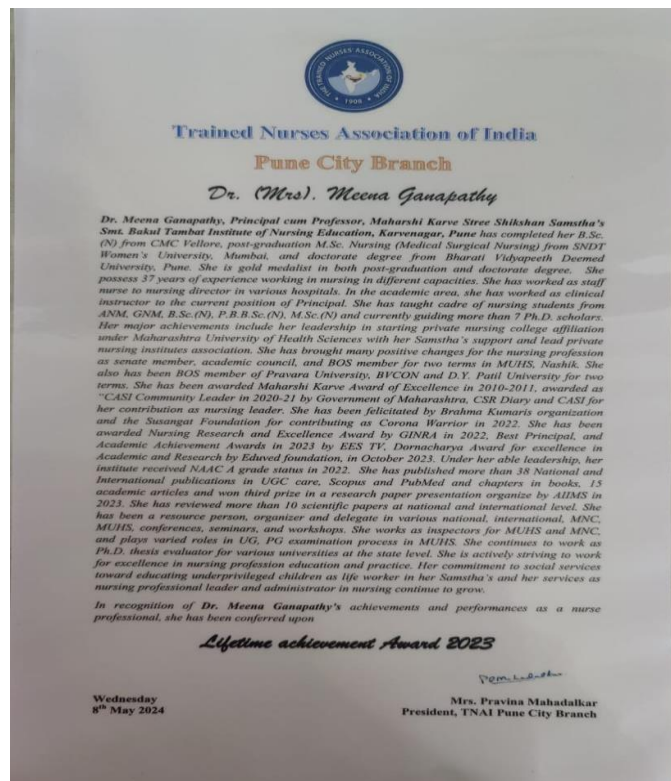 THE TRAINED NURSES' ASSOCIATION OF INDIA
1908
Trained Nurses Association of India
Pune City Branch
Dr. (Mrs). Meena Ganapathy
Dr. Meena Ganapathy, Principal cum Professor, Maharshi Karve Stree Shikshan Samstha's
Smt. Bakul Tambat Institute of Nursing Education, Karvenagar, Pune has completed her B.Sc.
(N) from CMC Vellore, post-graduation M.Sc. Nursing (Medical Surgical Nursing) from SNDT
Women's University, Mumbai, and doctorate degree from Bharati Vidyapeeth Deemed
University, Pune. She is gold medalist in both post-graduation and doctorate degree. She
possess 37 years of experience working in nursing in different capacities. She has worked as staff
nurse to nursing director in various hospitals. In the academic area, she has worked as clinical
instructor to the current position of Principal. She has taught cadre of nursing students from
ANM, GNM, B.Sc.(N), P.B.B.Sc.(N), M.Sc.(N) and currently guiding more than 7 Ph.D. scholars.
Her major achievements include her leadership in starting private nursing college affiliation
under Maharashtra University of Health Sciences with her Samstha's support and lead private
nursing institutes association. She has brought many positive changes for the nursing profession
as senate member, academic council, and BOS member for two terms in MUHS, Nashik. She
also has been BOS member of Pravara University, BVCON and D.Y. Patil University for two
terms. She has been awarded Maharshi Karve Award of Excellence in 2010-2011, awarded as
"CASI Community Leader in 2020-21 by Government of Maharashtra, CSR Diary and CASI for
her contribution as nursing leader. She has been felicitated by Brahma Kumaris organization
and the Susangat Foundation for contributing as Corona Warrior in 2022. She has been
awarded Nursing Research and Excellence Award by GINRA in 2022, Best Principal, and
Academic Achievement Awards in 2023 by EES TV, Dornacharya Award for excellence in
Academic and Research by Eduved foundation, in October 2023. Under her able leadership, her
institute received NAAC A grade status in 2022. She has published more than 38 National and
International publications in UGC care, Scopus and PubMed and chapters in books, 15
academic articles and won third prize in a research paper presentation organize by AIIMS in
2023. She has reviewed more than 10 scientific papers at national and international level. She
has been a resource person, organizer and delegate in various national, international, MNC,
MUHS, conferences, seminars, and workshops. She works as inspectors for MUHS and MNC,
and plays varied roles in UG, PG examination process in MUHS. She continues to work as
Ph.D. thesis evaluator for various universities at the state level. She is actively striving to work
for excellence in nursing profession education and practice. Her commitment to social services
toward educating underprivileged children as life worker in her Samstha's and her services as
nursing professional leader and administrator in nursing continue to grow.
In recognition of Dr. Meena Ganapathy's achievements and performances as a nurse
professional, she has been conferred upon
Lifetime achievement Award 2023
Wednesday
8th May 2024
Mrs. Pravina Mahadalkar
President, TNAI Pune City Branch